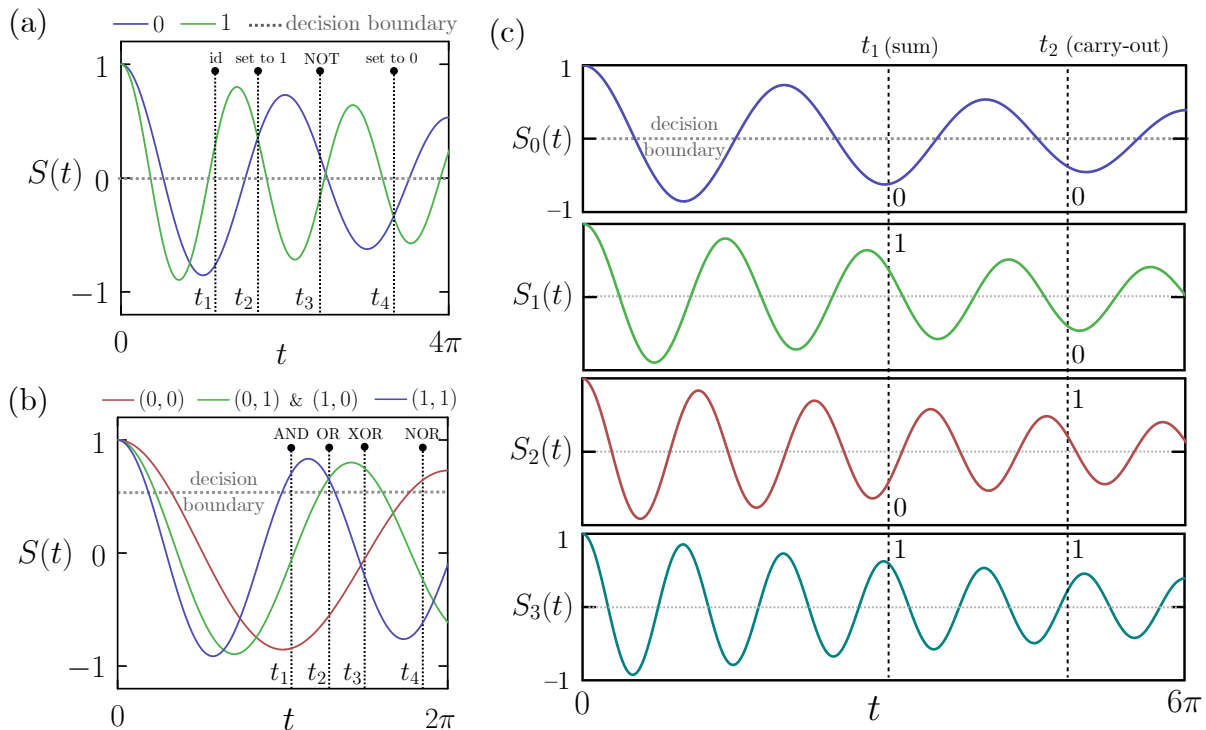 (a)
0 1 decision boundary
id set to 1 NOT set to 0
1
S(t) 0
−1
t₁ t₂ t₃ t₄
0 t 4π
(b)
(0, 0) (0, 1) & (1, 0) (1, 1)
AND OR XOR NOR
1
decision
boundary
S(t) 0
−1
t₁ t₂ t₃ t₄
0 t 2π
(c)
t₁ (sum) t₂ (carry-out)
1
decision
boundary
S₀(t)
0 0
−1
1
S₁(t)
0
1
S₂(t)
0
1 1 1
S₃(t)
−1
0 t 6π